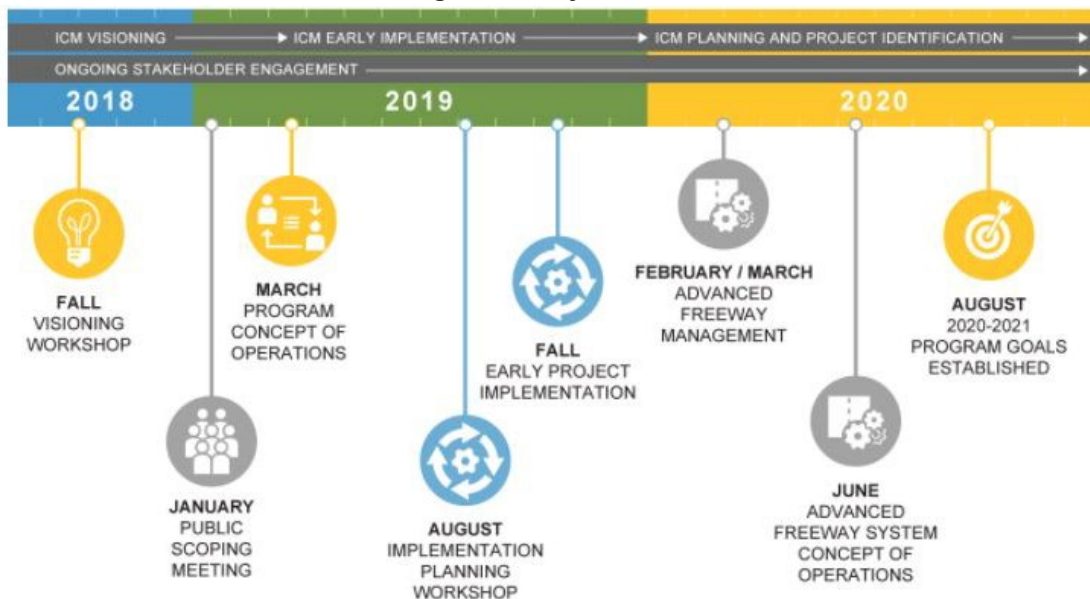 ICM VISIONING
ICM EARLY IMPLEMENTATION
ICM PLANNING AND PROJECT IDENTIFICATION
ONGOING STAKEHOLDER ENGAGEMENT
2018
2019
2020
FALL
VISIONING
WORKSHOP
JANUARY
PUBLIC
SCOPING
MEETING
MARCH
PROGRAM
CONCEPT OF
OPERATIONS
AUGUST
IMPLEMENTATION
PLANNING
WORKSHOP
FALL
EARLY PROJECT
IMPLEMENTATION
FEBRUARY / MARCH
ADVANCED
FREEWAY
MANAGEMENT
JUNE
ADVANCED
FREEWAY SYSTEM
CONCEPT OF
OPERATIONS
AUGUST
2020-2021
PROGRAM GOALS
ESTABLISHED